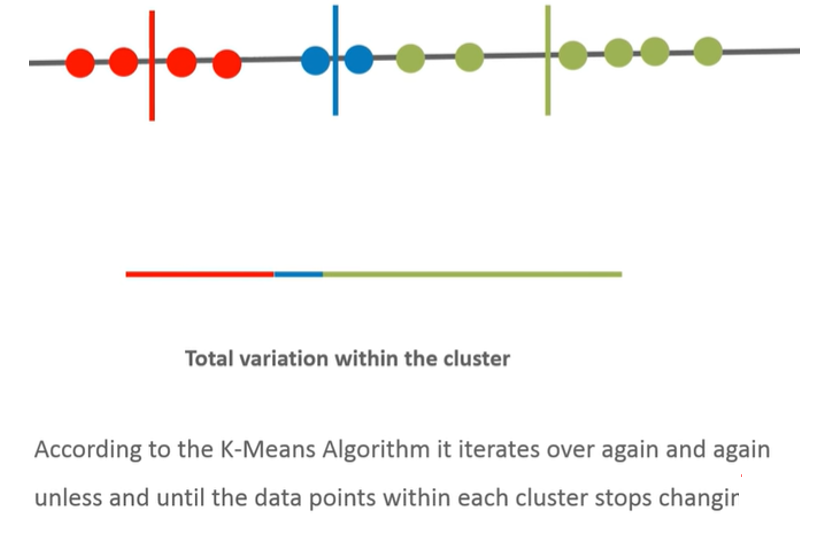 Total variation within the cluster
According to the K-Means Algorithm it iterates over again and again
unless and until the data points within each cluster stops changin